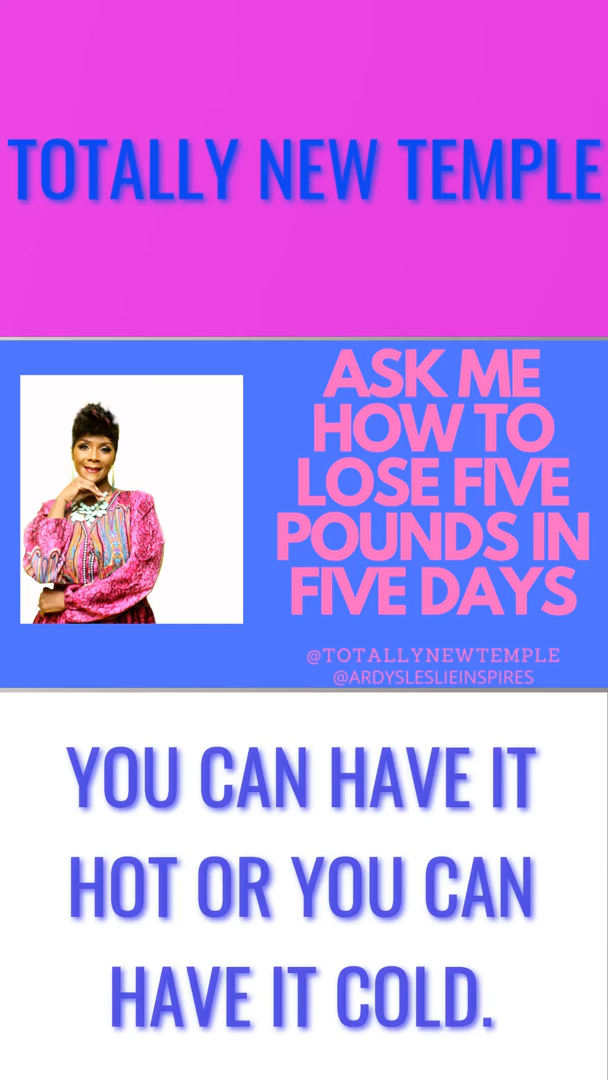 TOTALLY NEW TEMPLE
ASK ME
HOW TO
LOSE FIVE
POUNDS IN
FIVE DAYS
@TOTALLYNEWTEMPLE
@ARDYSLESLIEINSPIRES
YOU CAN HAVE IT
HOT OR YOU CAN
HAVE IT COLD.